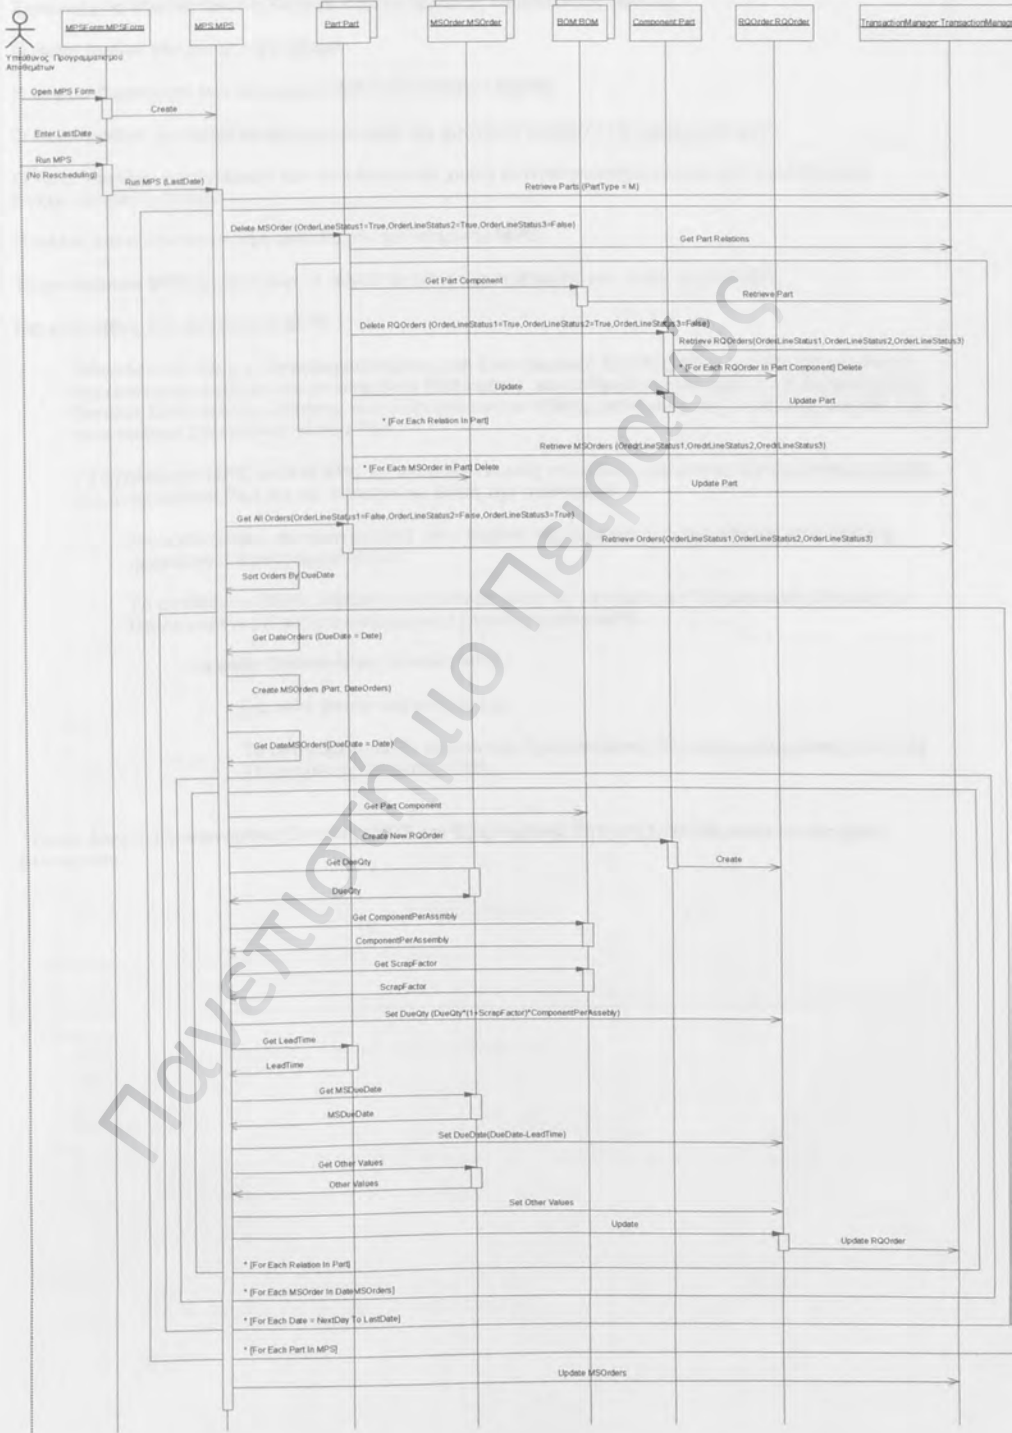 MPSForm:MPSForm
MPS:MPS
Part:Part
MSOrder:MSOrder
BOM:BOM
Component:Part
RQOrder:RQOrder
TransactionManager:TransactionManager
Υπεύθυνος Προγραμματισμού
Αποθεμάτων
Open MPS Form
Create
Enter LastDate
Run MPS
(No Rescheduling)
Run MPS (LastDate)
Retrieve Parts (PartType = M)
Delete MSOrder (OrderLineStatus1=True,OrderLineStatus2=True,OrderLineStatus3=False)
Get Part Relations
Get Part Component
Retrieve Part
Delete RQOrders (OrderLineStatus1=True,OrderLineStatus2=True,OrderLineStatus3=False)
Retrieve RQOrders(OrderLineStatus1,OrderLineStatus2,OrderLineStatus3)
* [For Each RQOrder In Part Component] Delete
Update
Update Part
* [For Each Relation In Part]
Retrieve MSOrders (OredrLineStatus1,OredrLineStatus2,OredrLineStatus3)
* [For Each MSOrder in Part] Delete
Update Part
Get All Orders(OrderLineStatus1=False,OrderLineStatus2=False,OrderLineStatus3=True)
Retrieve Orders(OrderLineStatus1,OrderLineStatus2,OrderLineStatus3)
Sort Orders By DueDate
Get DateOrders (DueDate = Date)
Create MSOrders (Part, DateOrders)
Get DateMSOrders(DueDate = Date)
Get Part Component
Create New RQOrder
Create
Get DueQty
DueQty
Get ComponentPerAssmbly
ComponentPerAssembly
Get ScrapFactor
ScrapFactor
Set DueQty (DueQty*(1+ScrapFactor)*ComponentPerAssebly)
Get LeadTime
LeadTime
Get MSDueDate
MSDueDate
Set DueDate(DueDate-LeadTime)
Get Other Values
Other Values
Set Other Values
Update
Update RQOrder
* [For Each Relation In Part]
* [For Each MSOrder In DateMSOrders]
* [For Each Date = NextDay To LastDate]
* [For Each Part In MPS]
Update MSOrders
Πανεπιστήμιο Πειραιώς